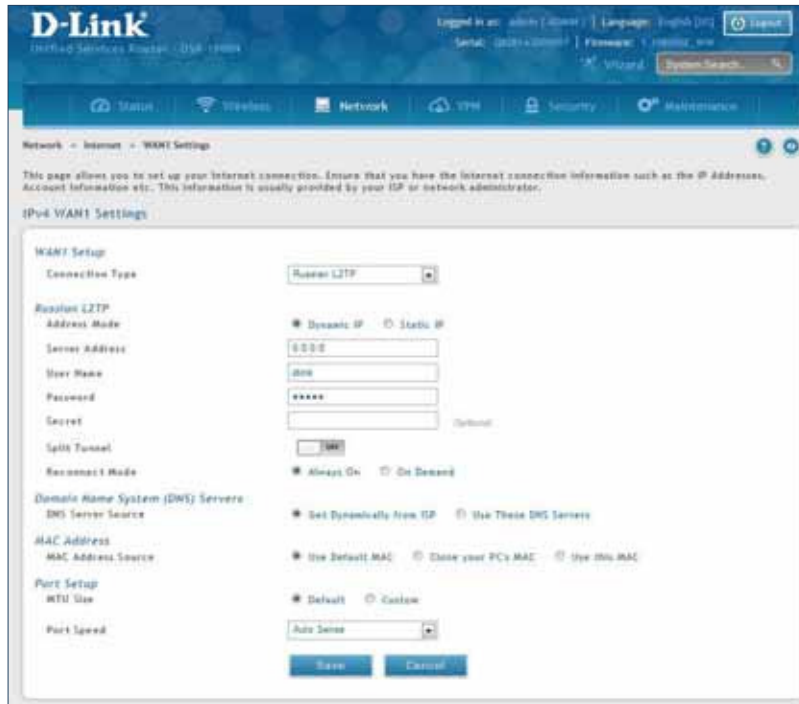 D-Link
Logged in as: admin ( ADMIN ) | Language: English [US]
Logout
Unified Services Router - DSR-1000N
Serial: | Firmware:
Wizard System Search...
Status Wireless Network VPN Security Maintenance
Network » Internet » WAN1 Settings
This page allows you to set up your Internet connection. Ensure that you have the Internet connection information such as the IP Addresses,
Account Information etc. This information is usually provided by your ISP or network administrator.
IPv4 WAN1 Settings
WAN1 Setup
Connection Type Russian L2TP
Russian L2TP
Address Mode Dynamic IP Static IP
Server Address 0.0.0.0
User Name dlink
Password •••••
Secret Optional
Split Tunnel OFF
Reconnect Mode Always On On Demand
Domain Name System (DNS) Servers
DNS Server Source Get Dynamically from ISP Use These DNS Servers
MAC Address
MAC Address Source Use Default MAC Clone your PC's MAC Use this MAC
Port Setup
MTU Size Default Custom
Port Speed Auto Sense
Save Cancel